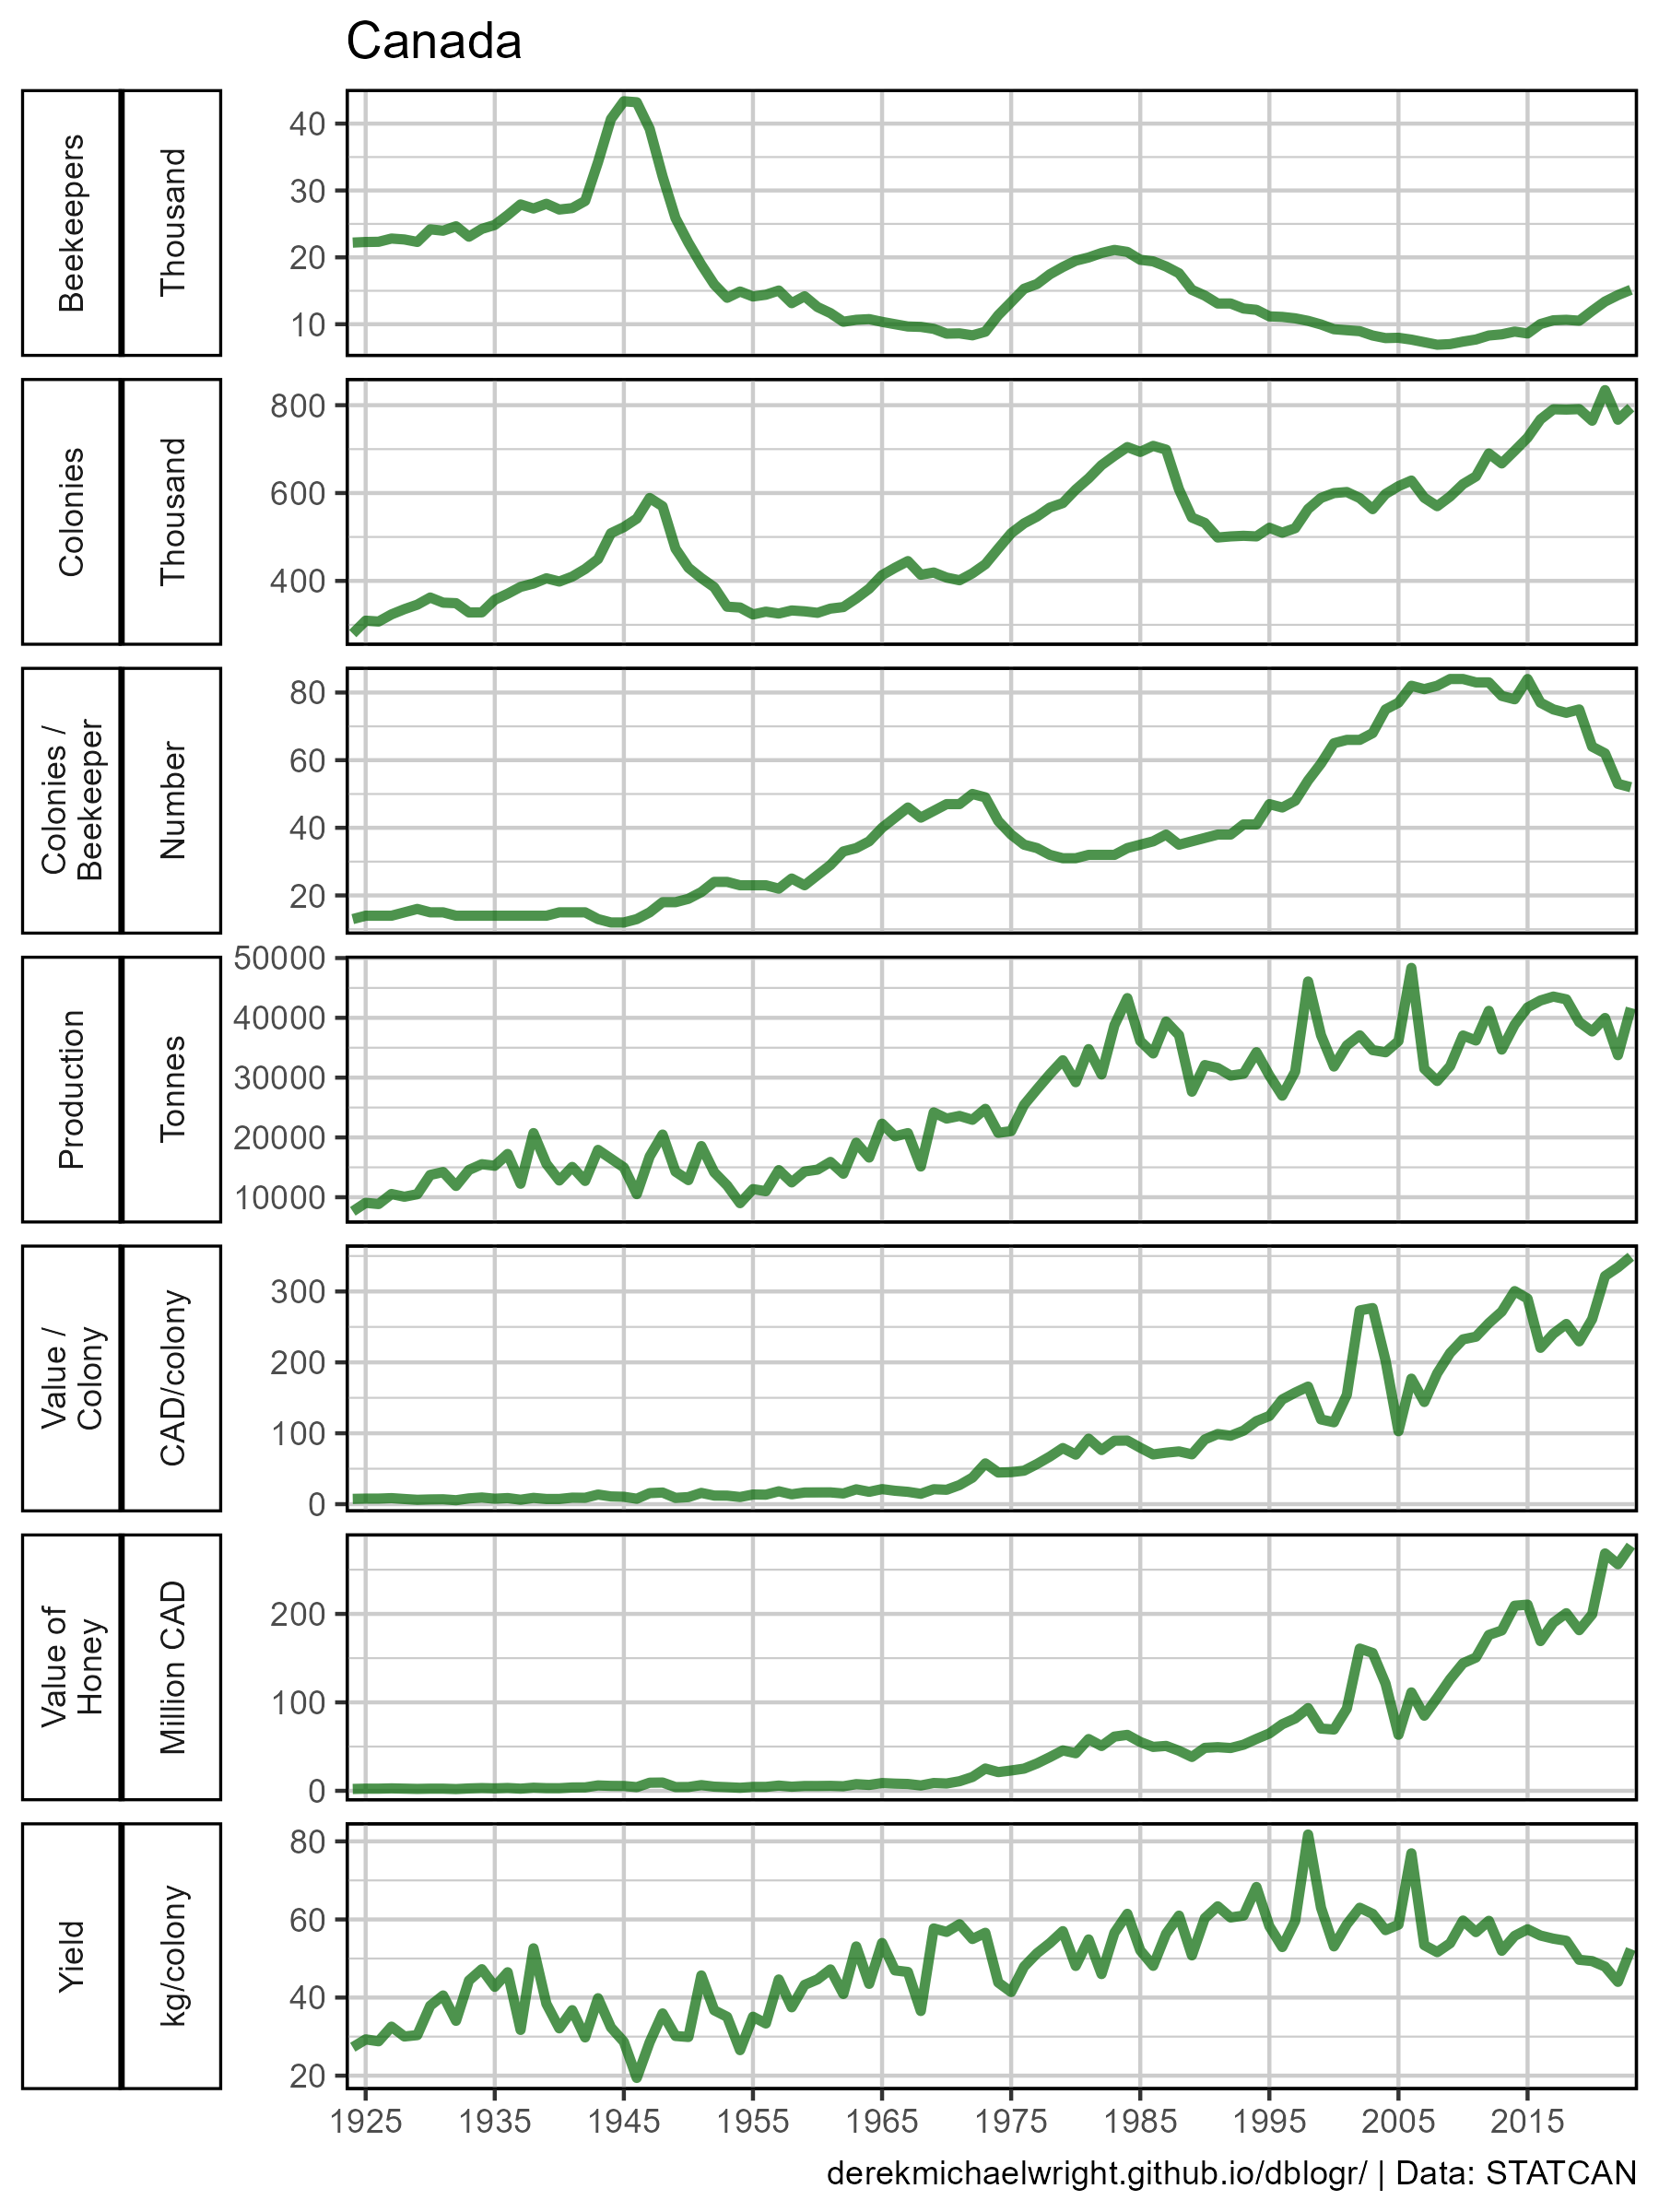 Canada
Beekeepers
Thousand
40
30
20
10
Colonies
Thousand
800
600
400
Colonies /
Beekeeper
Number
80
60
40
20
Production
Tonnes
50000
40000
30000
20000
10000
Value /
Colony
CAD/colony
300
200
100
0
Value of
Honey
Million CAD
200
100
0
Yield
kg/colony
80
60
40
20
1925 1935 1945 1955 1965 1975 1985 1995 2005 2015
derekmichaelwright.github.io/dblogr/ | Data: STATCAN